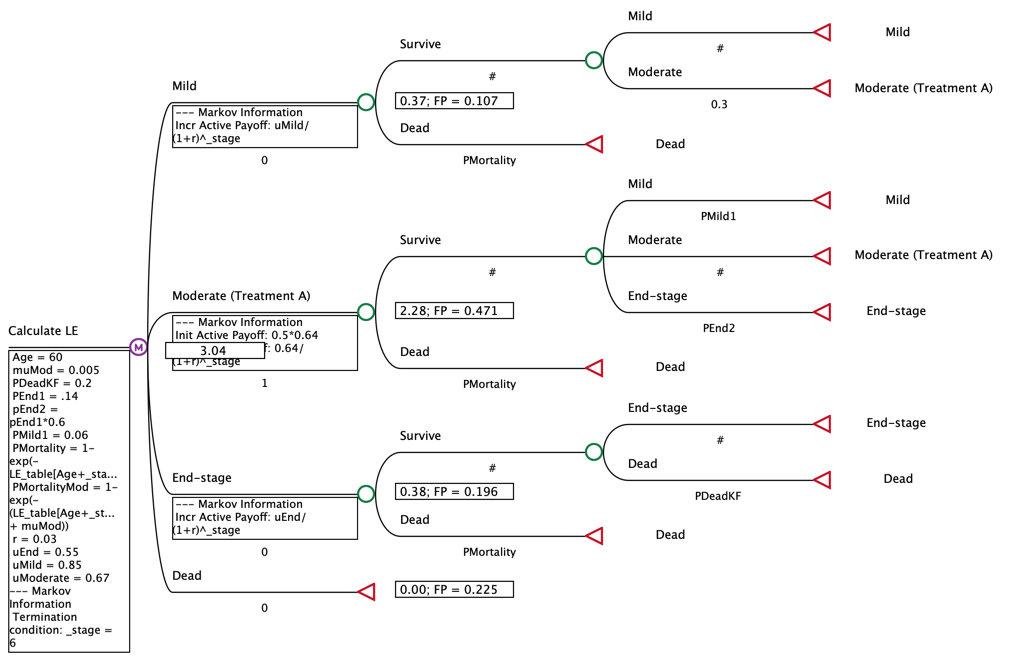 Mild
Mild
#
Survive
#
Moderate
Moderate (Treatment A)
0.3
Mild
--- Markov Information
Incr Active Payoff: uMild/
(1+r)^_stage
0
0.37; FP = 0.107
Dead
Dead
PMortality
Mild
Mild
PMild1
Survive
#
Moderate
Moderate (Treatment A)
#
End-stage
End-stage
PEnd2
Moderate (Treatment A)
--- Markov Information
Init Active Payoff: 0.5*0.64
3.04
: 0.64/
(1+r)^_stage
1
2.28; FP = 0.471
Dead
Dead
PMortality
Calculate LE
M
Age = 60
muMod = 0.005
PDeadKF = 0.2
PEnd1 = .14
pEnd2 =
pEnd1*0.6
PMild1 = 0.06
PMortality = 1-
exp(-
LE_table[Age+_sta...
PMortalityMod = 1-
exp(-
(LE_table[Age+_st...
+ muMod))
r = 0.03
uEnd = 0.55
uMild = 0.85
uModerate = 0.67
--- Markov
Information
Termination
condition: _stage =
6
End-stage
End-stage
#
Survive
#
Dead
Dead
PDeadKF
End-stage
--- Markov Information
Incr Active Payoff: uEnd/
(1+r)^_stage
0
0.38; FP = 0.196
Dead
Dead
PMortality
Dead
0
0.00; FP = 0.225